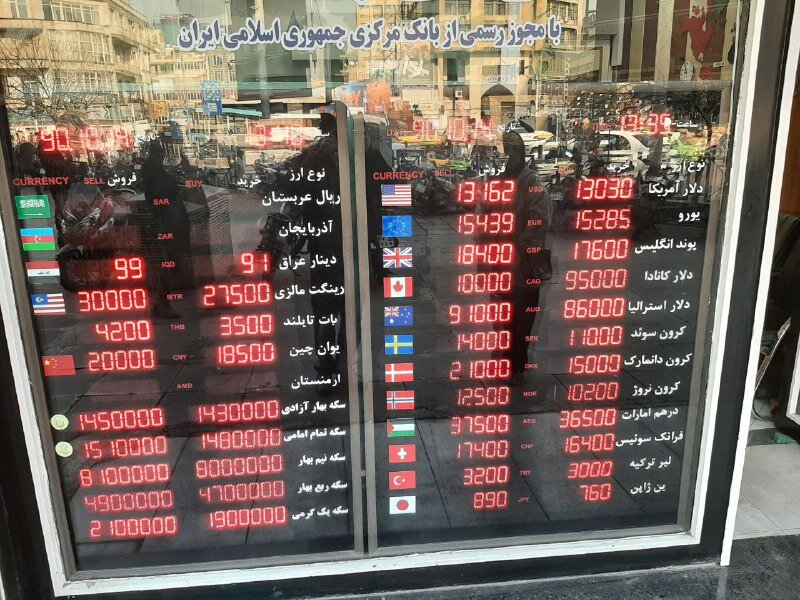 با مجوز رسمی از بانک مرکزی جمهوری اسلامی ایران
ساعت تاریخ
نوع ارز خرید فروش SELL CURRENCY
دلار آمریکا 13030 USD 13162
یورو 15285 EUR 15439
پوند انگلیس 17600 GBP 18400
دلار کانادا 95000 CAD 10000
دلار استرالیا 86000 AUD 91000
کرون سوئد 11000 SEK 14000
کرون دانمارک 15000 DKK 21000
کرون نروژ 10200 NOK 12500
درهم امارات 36500 AED 37500
فرانک سوئیس 16400 CHF 17400
لیر ترکیه 3000 TRY 3200
ین ژاپن 760 JPY 890
نوع ارز خرید BUY فروش SELL CURRENCY
ریال عربستان SAR
آذربایجان ZAR
دینار عراق 91 IQD 99
رینگت مالزی 27500 MYR 30000
بات تایلند 3500 THB 4200
یوان چین 18500 CNY 20000
ارمنستان AMD
سکه بهار آزادی 1430000 1450000
سکه تمام امامی 1480000 1510000
سکه نیم بهار 8000000 8100000
سکه ربع بهار 4700000 4900000
سکه یک گرمی 1900000 2100000